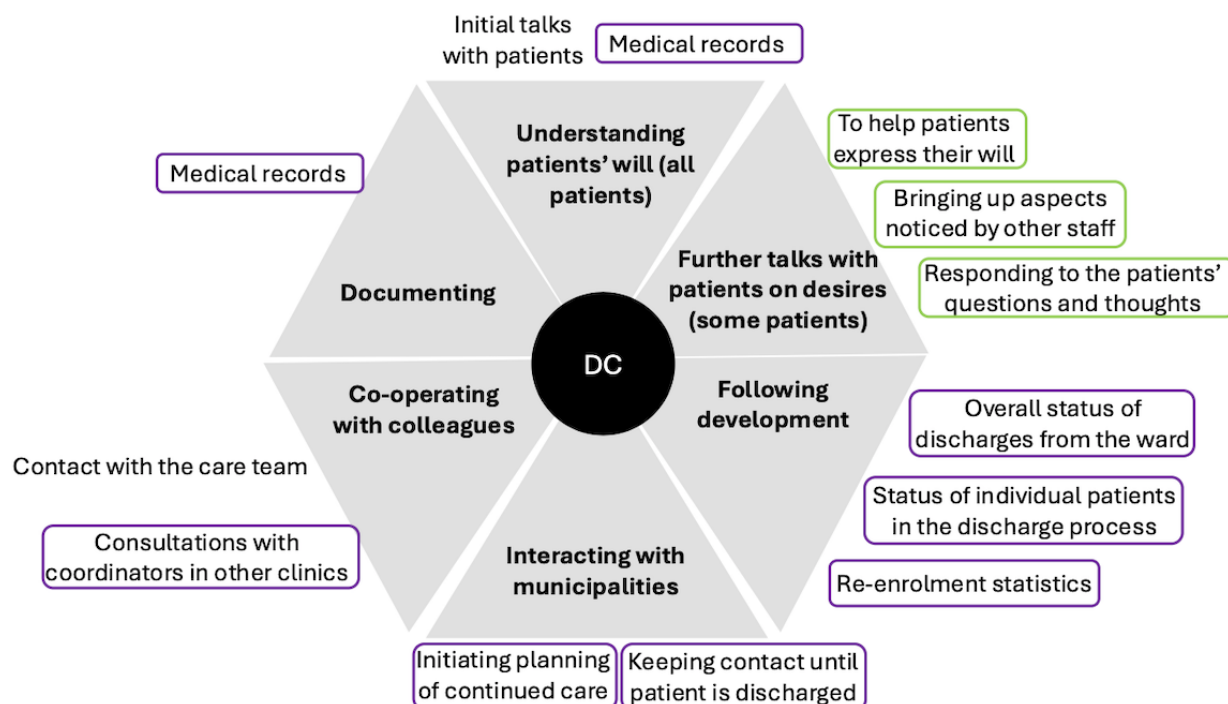 Initial talks
with patients
Medical records
Understanding
patients’ will (all
patients)
To help patients
express their will
Bringing up aspects
noticed by other staff
Responding to the patients’
questions and thoughts
Further talks with
patients on desires
(some patients)
Medical records
Documenting
DC
Following
development
Overall status of
discharges from the ward
Status of individual patients
in the discharge process
Re-enrolment statistics
Co-operating
with colleagues
Contact with the care team
Consultations with
coordinators in other clinics
Interacting with
municipalities
Initiating planning
of continued care
Keeping contact until
patient is discharged